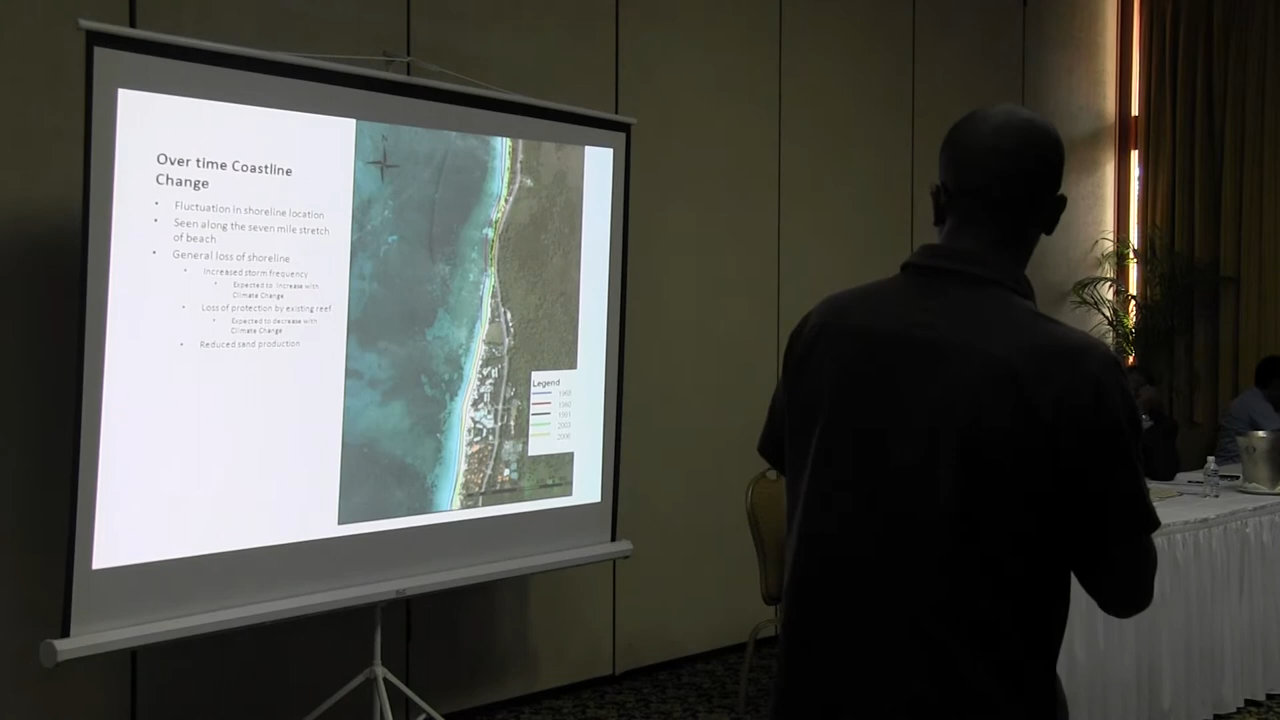 Over time Coastline
Change
• Fluctuation in shoreline location
• Seen along the seven mile stretch
of beach
• General loss of shoreline
• Increased storm frequency
• Expected to Increase with
Climate Change
• Loss of protection by existing reef
• Expected to decrease with
Climate Change
• Reduced sand production
N
Legend
2003
2006